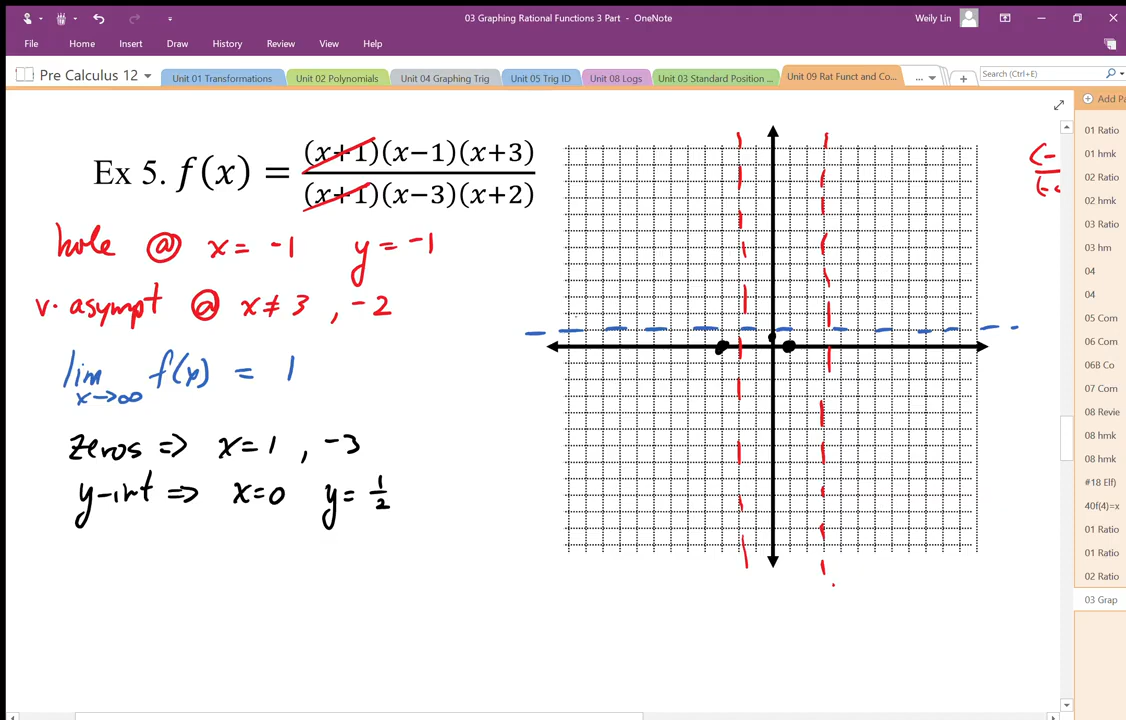 03 Graphing Rational Functions 3 Part - OneNote
Weily Lin
File Home Insert Draw History Review View Help
Pre Calculus 12
Unit 01 Transformations
Unit 02 Polynomials
Unit 04 Graphing Trig
Unit 05 Trig ID
Unit 08 Logs
Unit 03 Standard Position ...
Unit 09 Rat Funct and Co...
...
Search (Ctrl+E)
Add Pa
Ex 5. f(x) = (x+1)(x−1)(x+3) / (x+1)(x−3)(x+2)
hole @ x = -1 y = -1
v. asympt @ x ≠ 3 , -2
lim x→∞ f(x) = 1
zeros => x=1 , -3
y-int => x=0 y= 1/2
01 Ratio
01 hmk
02 Ratio
02 hmk
03 Ratio
03 hm
04
04
05 Com
06 Com
06B Co
07 Com
08 Revie
08 hmk
08 hmk
#18 Elf)
40f(4)=x
01 Ratio
01 Ratio
02 Ratio
03 Grap